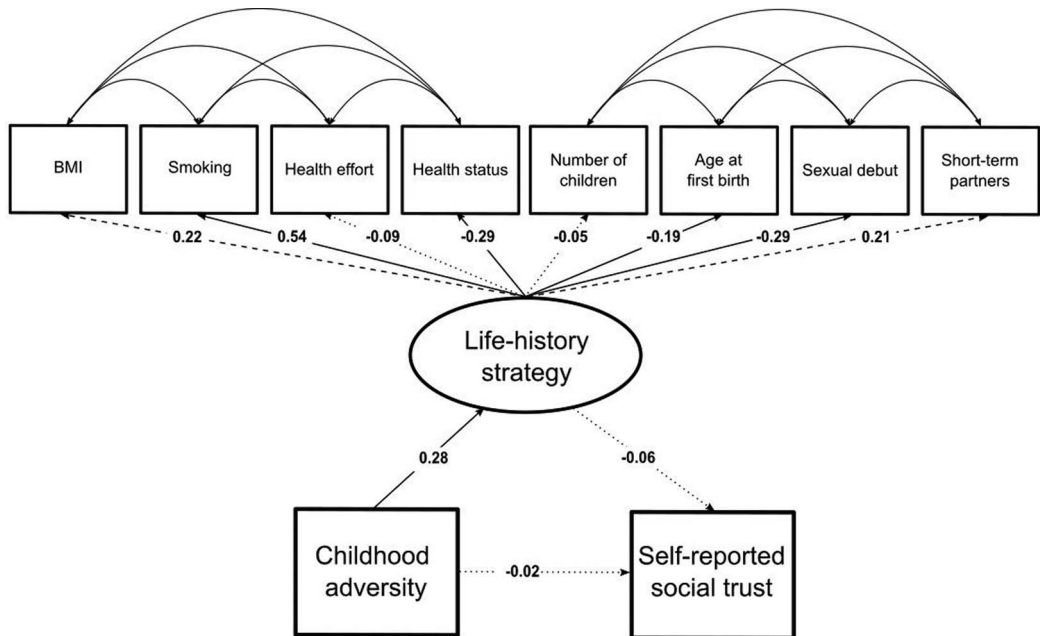 BMI
Smoking
Health effort
Health status
Number of
children
Age at
first birth
Sexual debut
Short-term
partners
0.22
0.54
-0.09
-0.29
-0.05
-0.19
-0.29
0.21
Life-history
strategy
0.28
-0.06
Childhood
adversity
-0.02
Self-reported
social trust